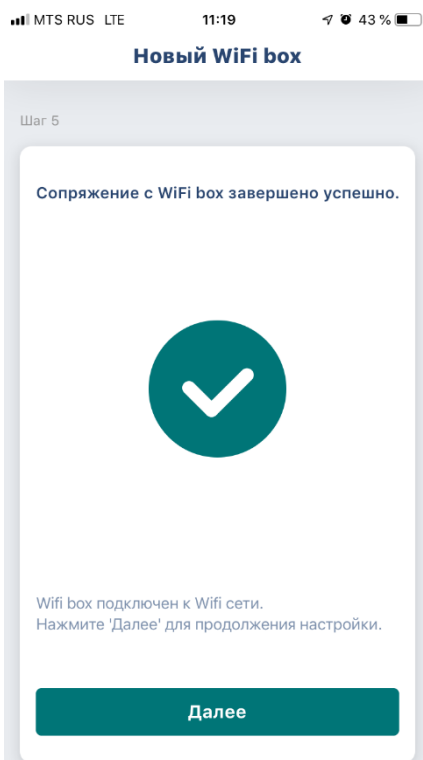 MTS RUS LTE 11:19 43 %
Новый WiFi box
Шаг 5
Сопряжение с WiFi box завершено успешно.
Wifi box подключен к Wifi сети.
Нажмите 'Далее' для продолжения настройки.
Далее